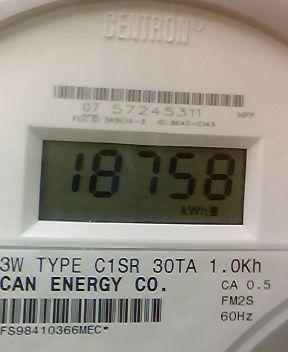 CENTRON®
07 57245311 HPP
18758
kWh
3W TYPE C1SR 30TA 1.0Kh
CAN ENERGY CO. CA 0.5
FM2S
60Hz
FS98410366MEC*